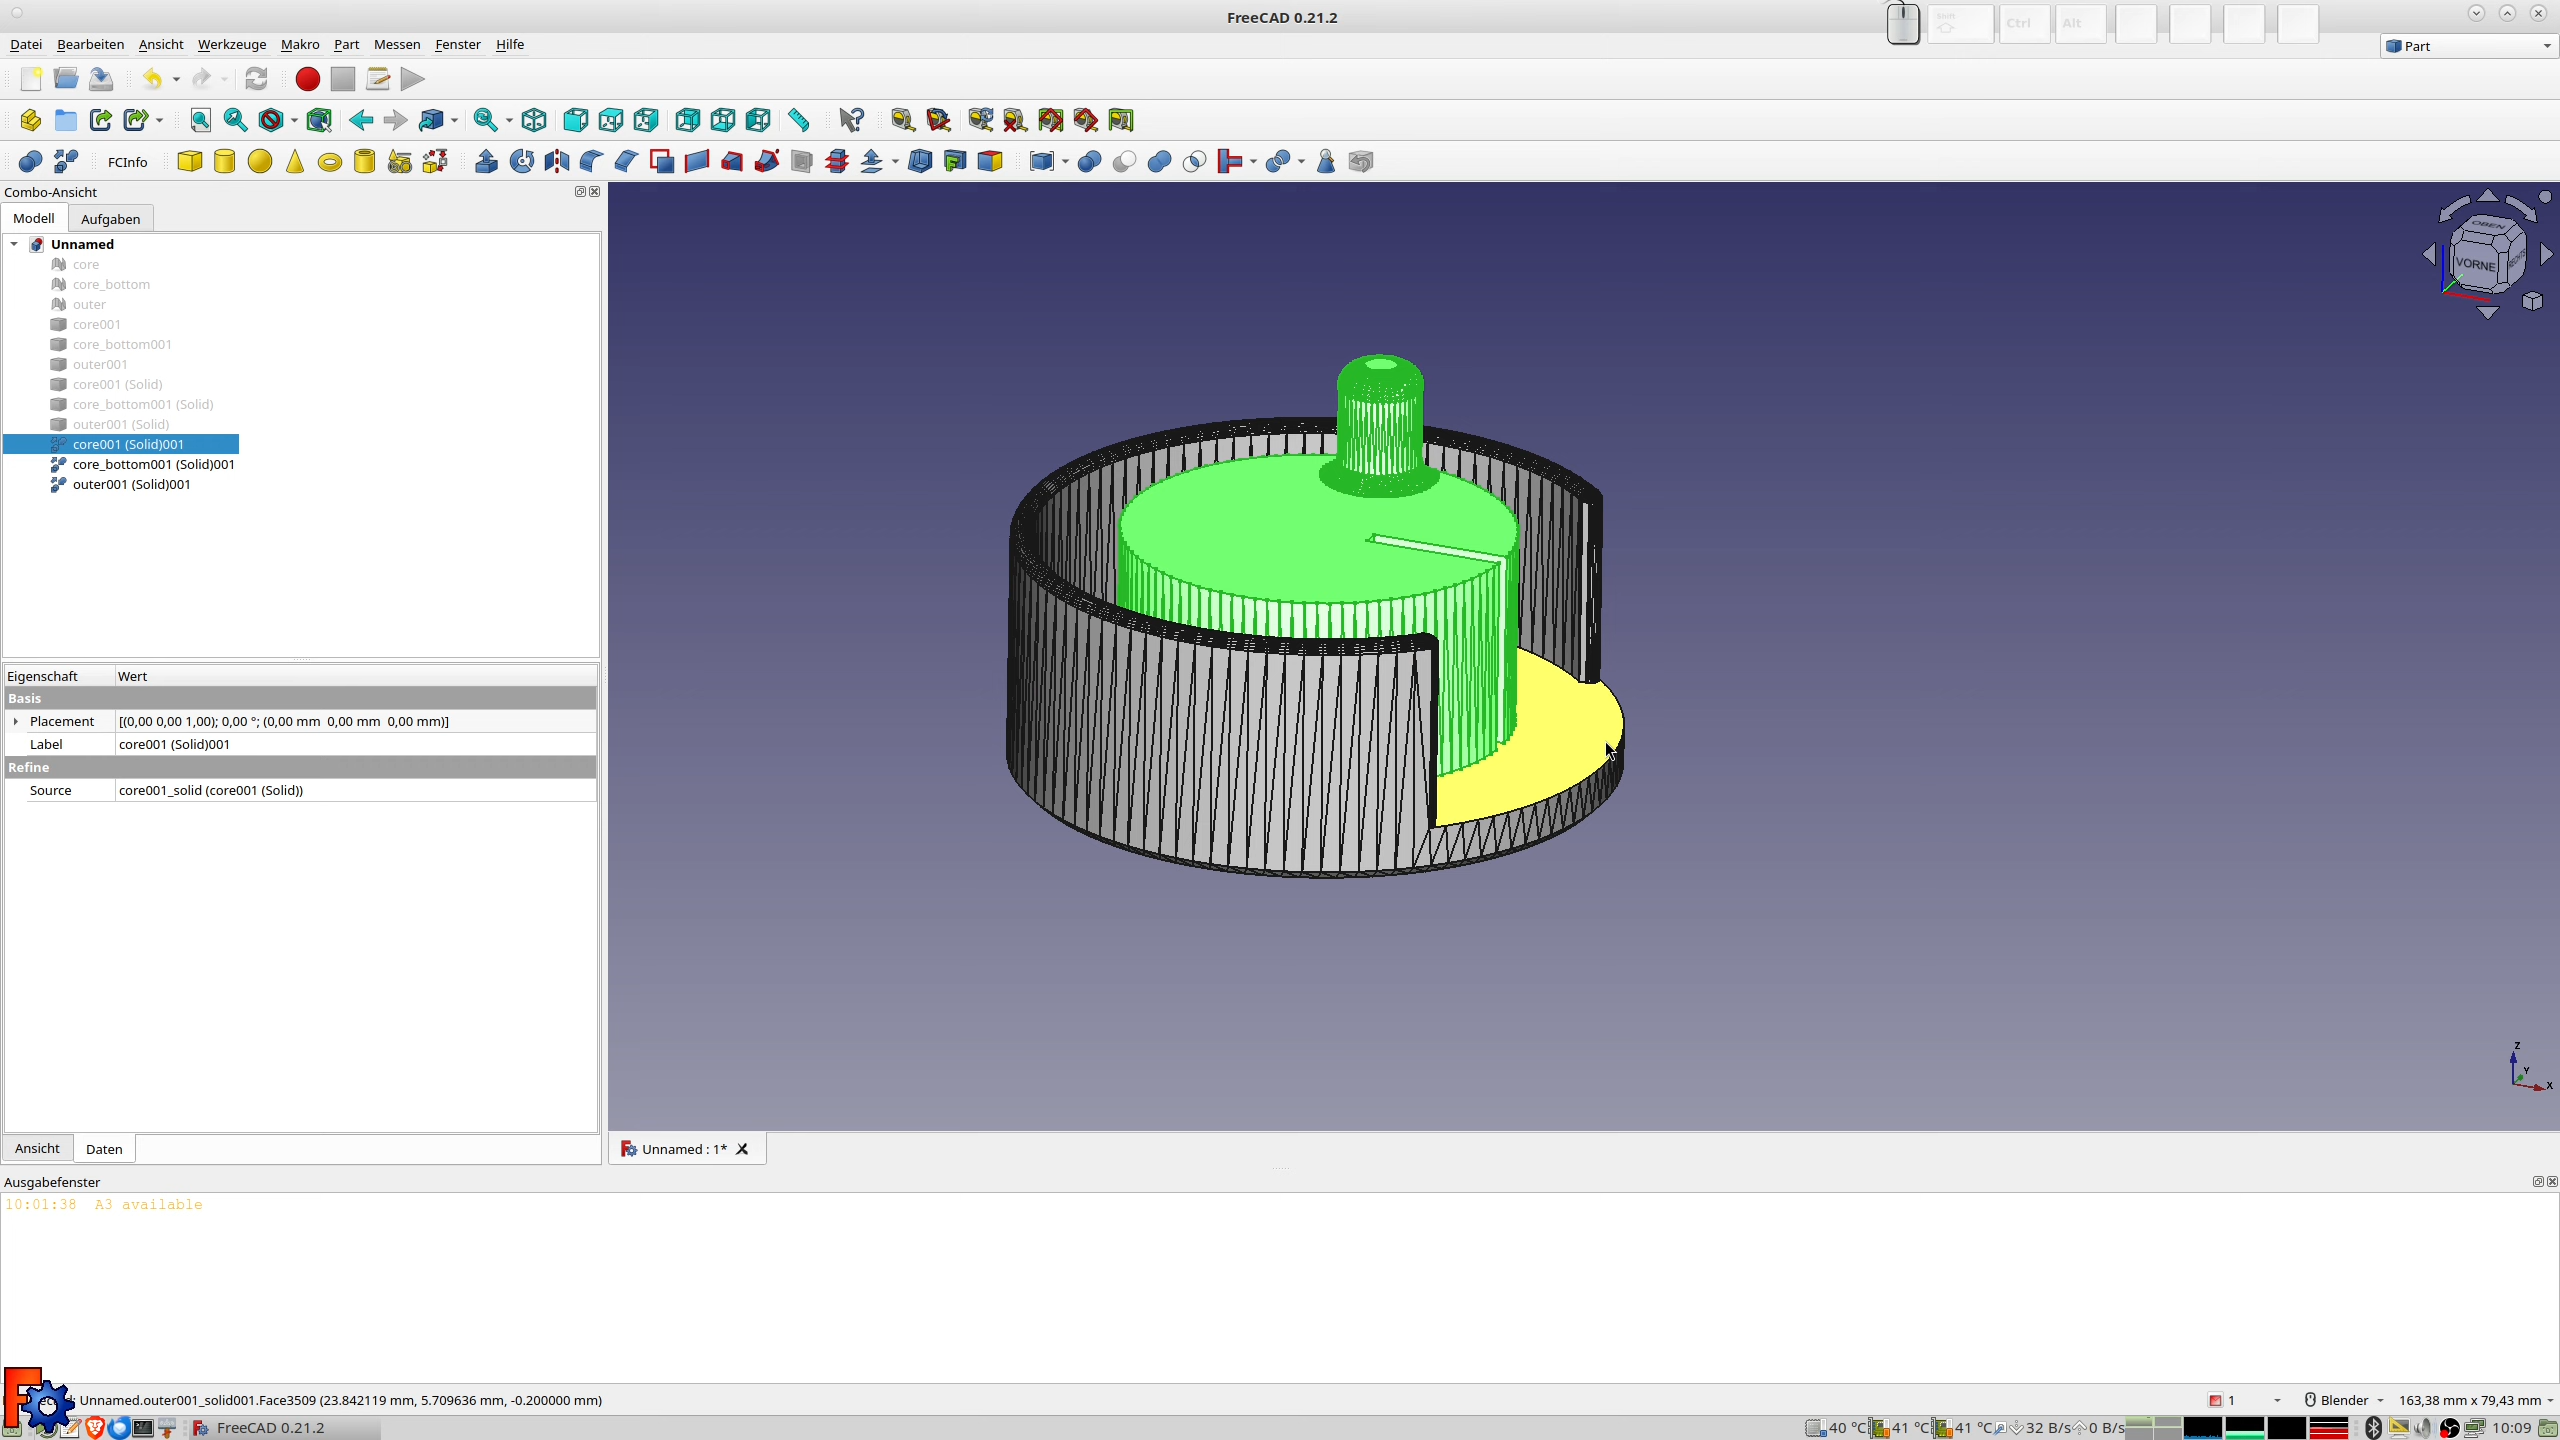 FreeCAD 0.21.2
Shift
Ctrl
Alt
Datei Bearbeiten Ansicht Werkzeuge Makro Part Messen Fenster Hilfe
Part
FCInfo
Combo-Ansicht
Modell Aufgaben
Unnamed
core
core_bottom
outer
core001
core_bottom001
outer001
core001 (Solid)
core_bottom001 (Solid)
outer001 (Solid)
core001 (Solid)001
core_bottom001 (Solid)001
outer001 (Solid)001
OBEN
VORNE
RECHTS
Eigenschaft Wert
Basis
Placement [(0,00 0,00 1,00); 0,00 °; (0,00 mm 0,00 mm 0,00 mm)]
Label core001 (Solid)001
Refine
Source core001_solid (core001 (Solid))
Z
Y
X
Ansicht Daten
Unnamed : 1*
Ausgabefenster
10:01:38 A3 available
: Unnamed.outer001_solid001.Face3509 (23.842119 mm, 5.709636 mm, -0.200000 mm)
1 Blender 163,38 mm x 79,43 mm
FreeCAD 0.21.2
40 °C 41 °C 41 °C 32 B/s 0 B/s 10:09